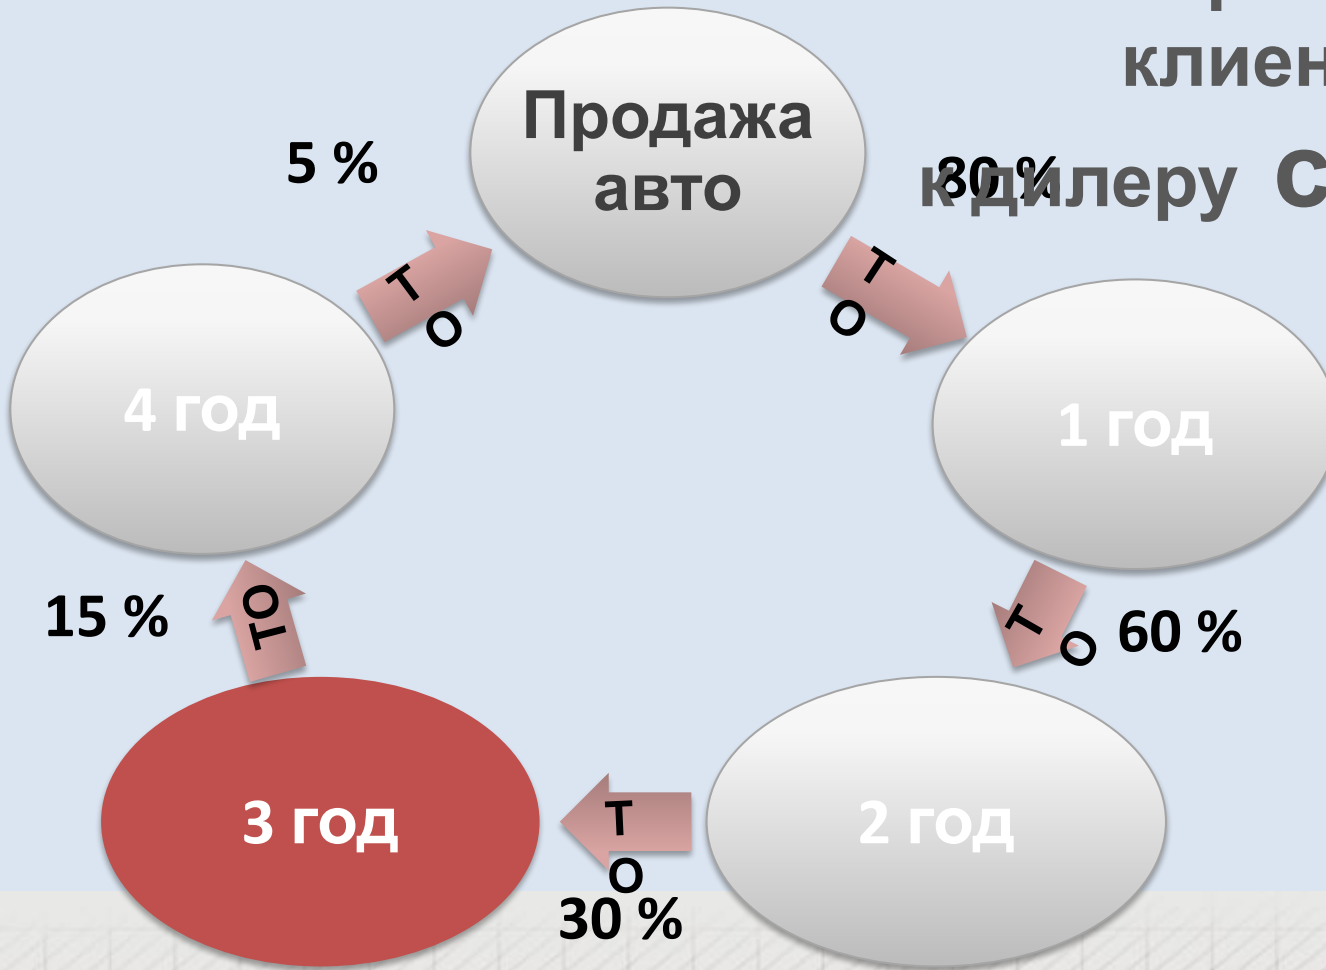 клиен
к дилеру с
Продажа
авто
5 %
80 %
Т
О
Т
О
4 год
1 год
15 %
ТО
Т
О
60 %
3 год
Т
О
2 год
30 %